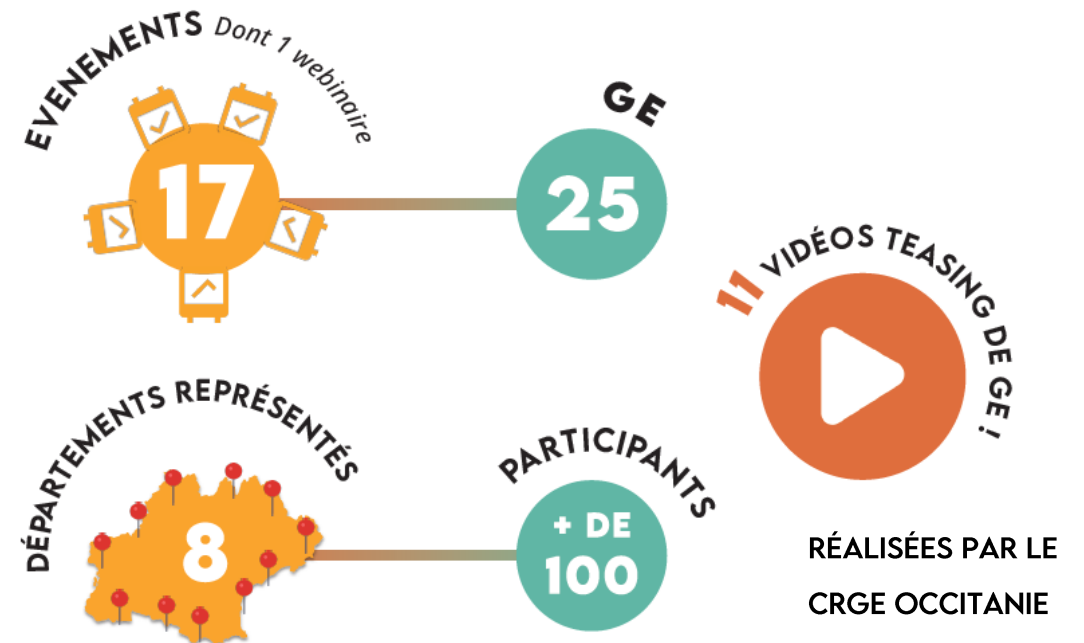 EVENEMENTS Dont 1 webinaire
17
GE
25
11 VIDÉOS TEASING DE GE !
DÉPARTEMENTS REPRÉSENTÉS
8
PARTICIPANTS
+ DE
100
RÉALISÉES PAR LE
CRGE OCCITANIE